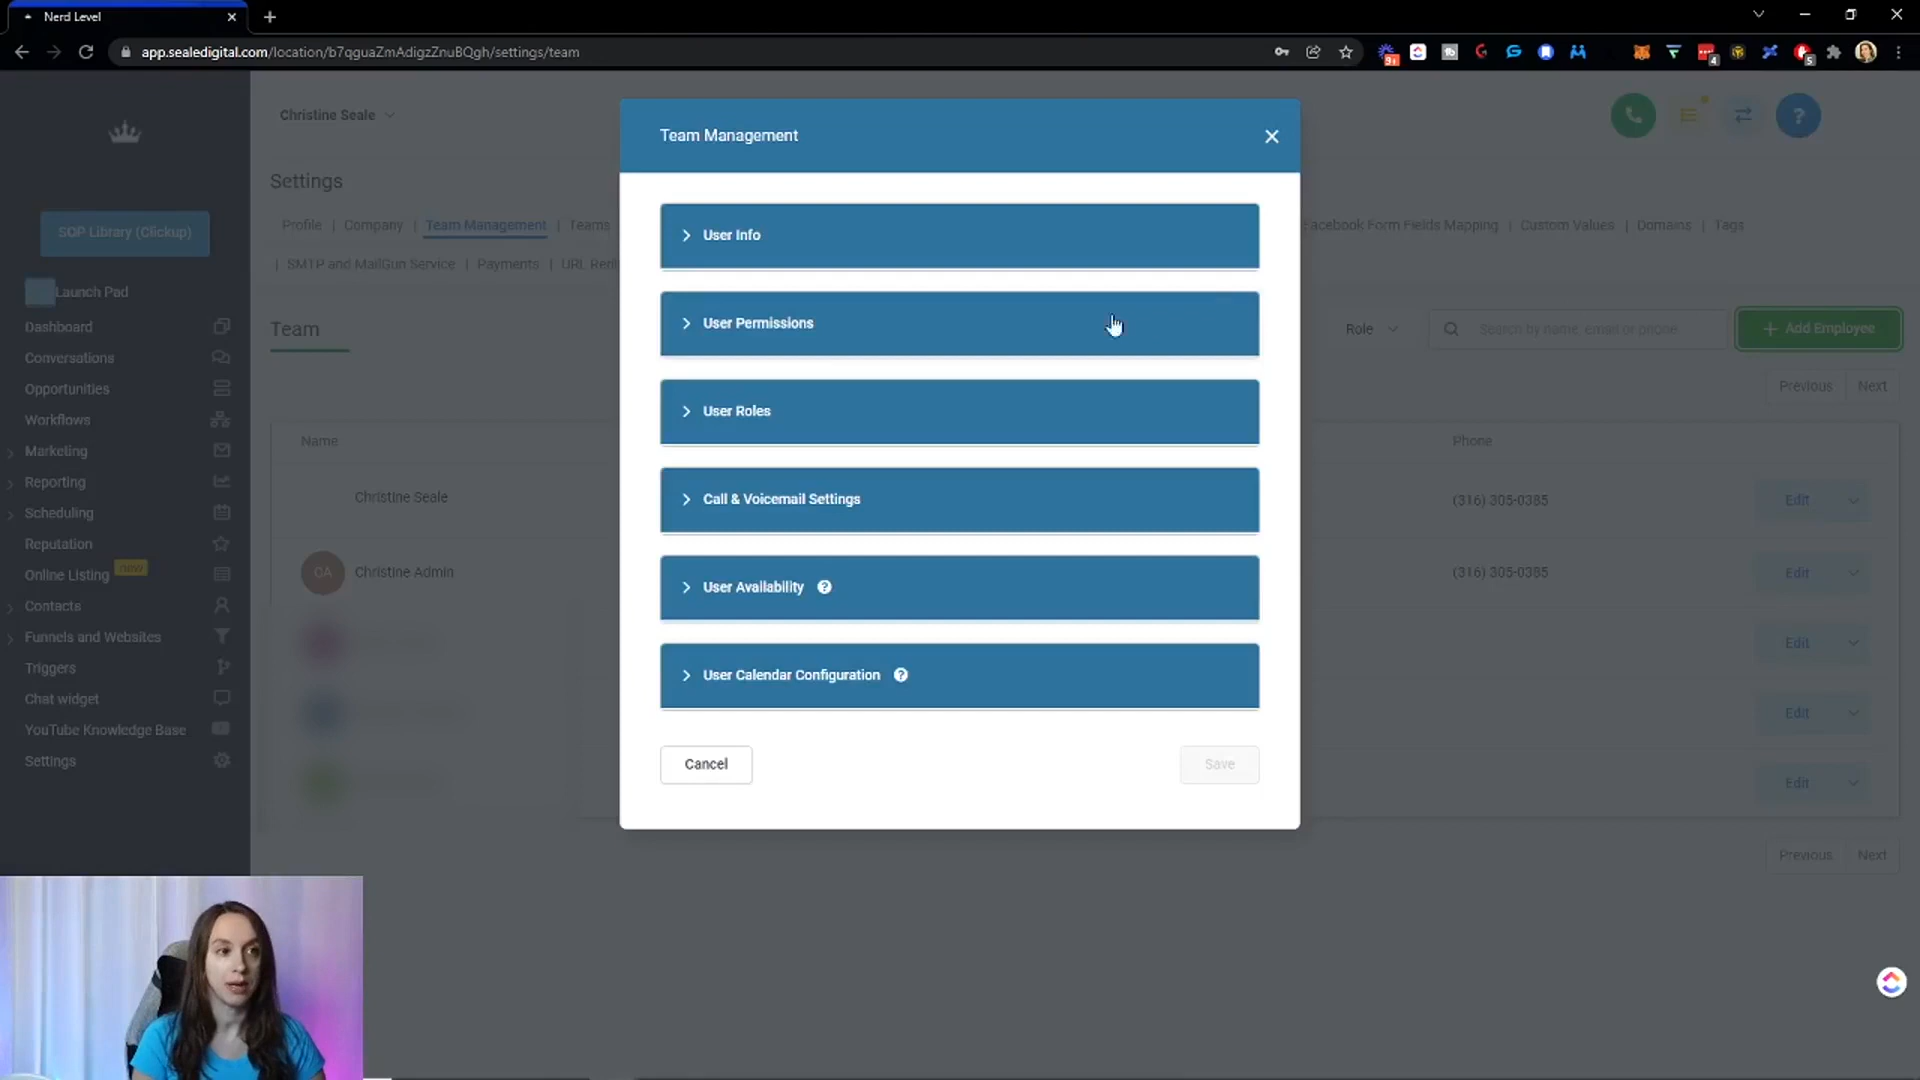 Nerd Level
app.sealedigital.com/location/b7qguaZmAdigzZnuBQgh/settings/team
9+
4
5
Christine Seale
Team Management
Settings
SOP Library (Clickup)
Profile | Company | Team Management | Teams
Facebook Form Fields Mapping | Custom Values | Domains | Tags
User Info
| SMTP and MailGun Service | Payments | URL Redi
Launch Pad
Dashboard
Conversations
Opportunities
Workflows
Marketing
Reporting
Scheduling
Reputation
Online Listing new
Contacts
Funnels and Websites
Triggers
Chat widget
YouTube Knowledge Base
Settings
Team
User Permissions
Role
Search by name, email or phone
+ Add Employee
Previous Next
User Roles
Name
Phone
Christine Seale
Call & Voicemail Settings
(316) 305-0385
Edit
CA
Christine Admin
User Availability ?
(316) 305-0385
Edit
Edit
User Calendar Configuration ?
Edit
Cancel
Save
Edit
Previous Next